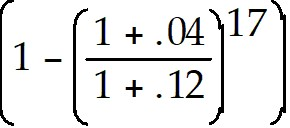 (1 − ((1 + .04)/(1 + .12))^17)